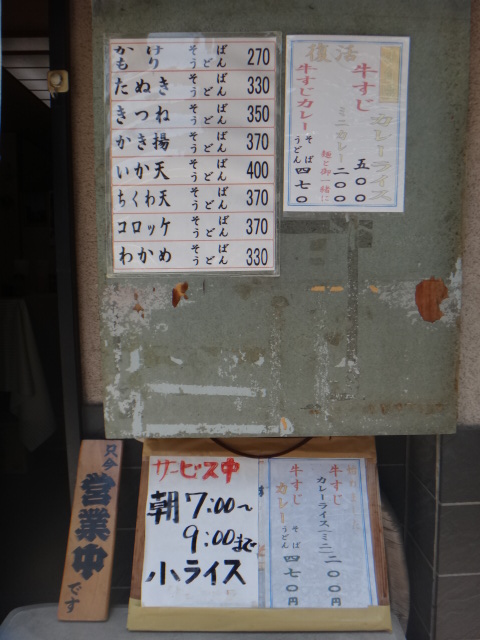 かけ
もり
そば
うどん
270
たぬき
そば
うどん
330
きつね
そば
うどん
350
かき揚
そば
うどん
370
いか天
そば
うどん
400
ちくわ天
そば
うどん
370
コロッケ
そば
うどん
370
わかめ
そば
うどん
330
復活
牛すじ
カレーライス
五〇〇
ミニカレー
二〇〇
麺と御一緒に
牛すじカレー
そば
うどん
四七〇
只今
営業中
です
サービス中
朝7:00〜
9:00まで
小ライス
牛すじ
カレーライス(ミニ)
二〇〇円
牛すじ
カレー
そば
うどん
四七〇円